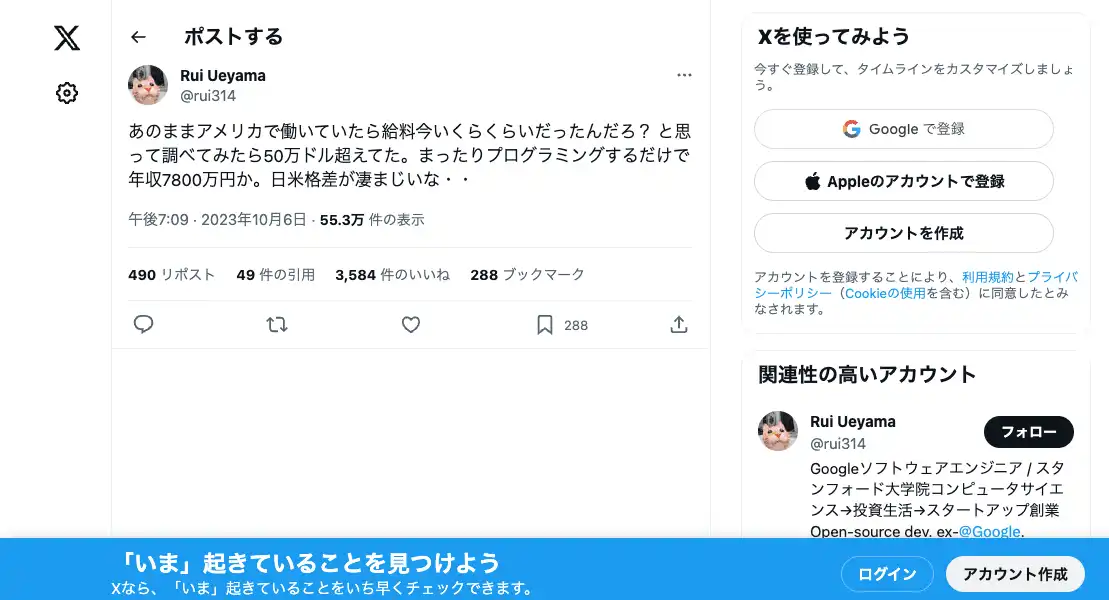 ポストする
Rui Ueyama
@rui314
あのままアメリカで働いていたら給料今いくらくらいだったんだろ？ と思
って調べてみたら50万ドル超えてた。まったりプログラミングするだけで
年収7800万円か。日米格差が凄まじいな・・
午後7:09 · 2023年10月6日 · 55.3万 件の表示
490 リポスト 49 件の引用 3,584 件のいいね 288 ブックマーク
288
Xを使ってみよう
今すぐ登録して、タイムラインをカスタマイズしましょ
う。
Google で登録
Appleのアカウントで登録
アカウントを作成
アカウントを登録することにより、利用規約とプライバ
シーポリシー（Cookieの使用を含む）に同意したとみ
なされます。
関連性の高いアカウント
Rui Ueyama
@rui314
フォロー
Googleソフトウェアエンジニア / スタ
ンフォード大学院コンピュータサイエ
ンス→投資生活→スタートアップ創業
Open-source dev. ex-@Google.
「いま」起きていることを見つけよう
Xなら、「いま」起きていることをいち早くチェックできます。
ログイン
アカウント作成